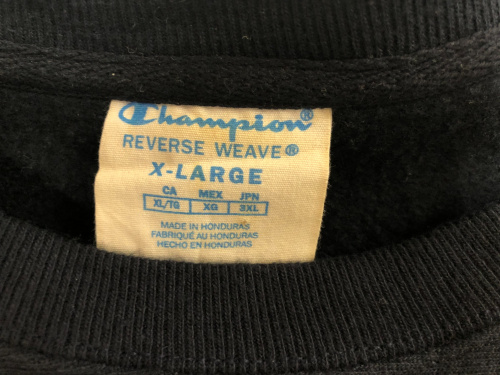 Champion®
REVERSE WEAVE®
X-LARGE
CA MEX JPN
XL/TG XG 3XL
MADE IN HONDURAS
FABRIQUÉ AU HONDURAS
HECHO EN HONDURAS